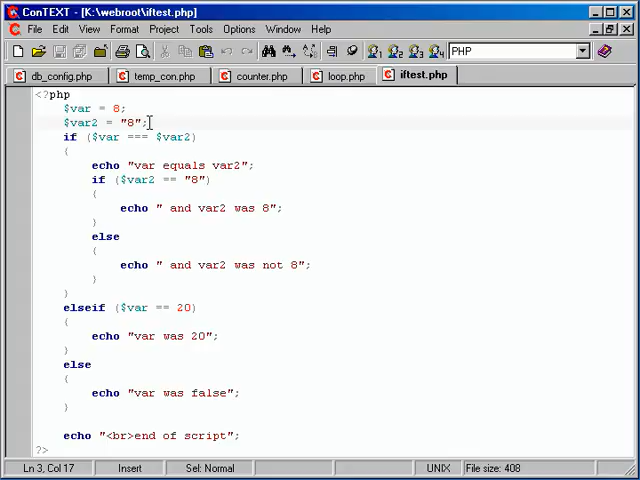 ConTEXT - [K:\webroot\iftest.php]
File Edit View Format Project Tools Options Window Help
1 2 3 4 PHP
db_config.php temp_con.php counter.php loop.php iftest.php
<?php
$var = 8;
$var2 = "8";
if ($var === $var2)
{
echo "var equals var2";
if ($var2 == "8")
{
echo " and var2 was 8";
}
else
{
echo " and var2 was not 8";
}
}
elseif ($var == 20)
{
echo "var was 20";
}
else
{
echo "var was false";
}
echo "<br>end of script";
?>
Ln 3, Col 17 Insert Sel: Normal UNIX File size: 408